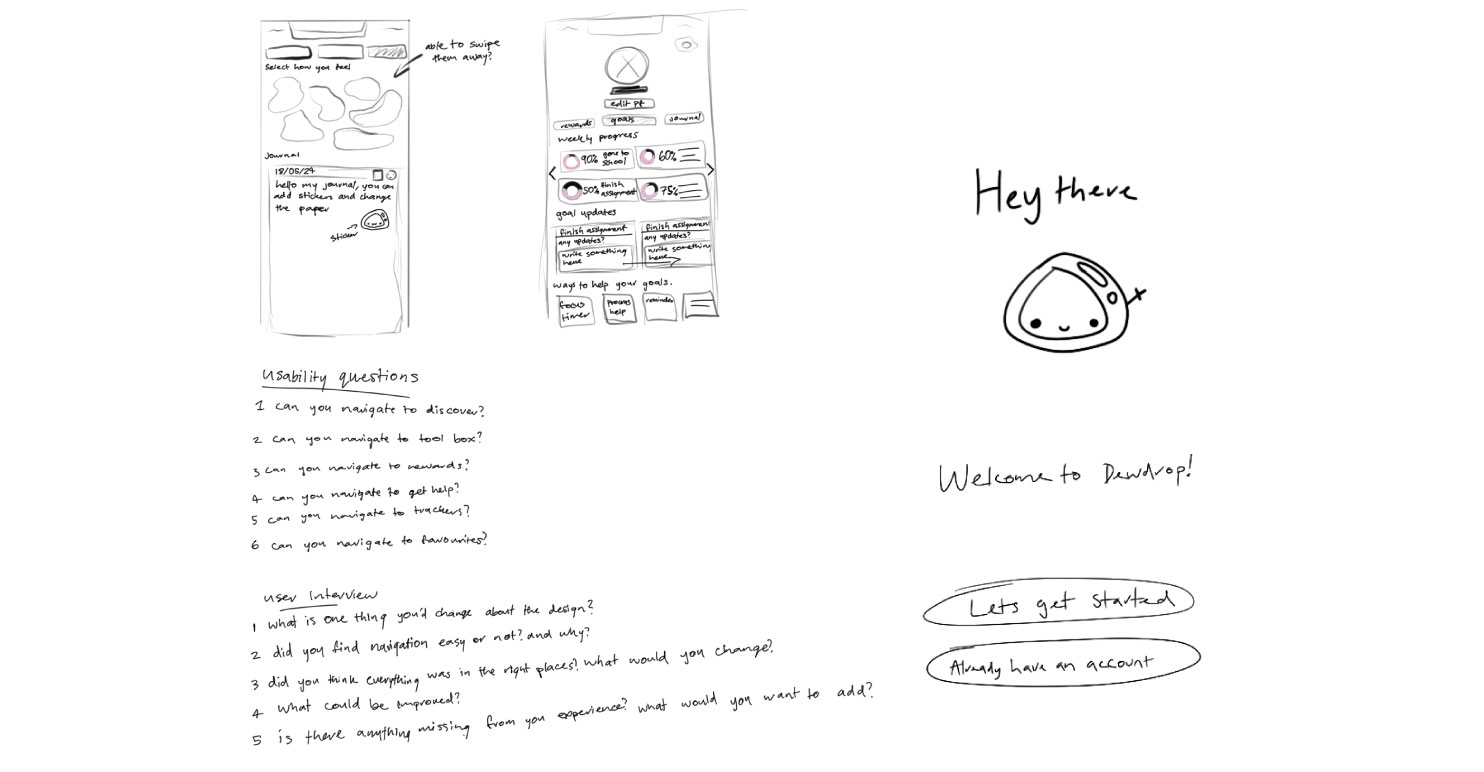 able to swipe
them away?
Select how you feel
Journal
18/05/24
hello my journal, you can
add stickers and change
the paper
sticker
edit pf
rewards
goals
journal
weekly progress
90% gone to
school
60%
50% finish
assignment
75%
goal updates
finish assignment
any updates?
write something
here
finish assignment
any updates?
write something
here
ways to help your goals.
focus
timer
process
help
reminder
Hey there
Welcome to Dewdrop!
Lets get started
Already have an account
Usability questions
1 can you navigate to discover?
2 can you navigate to tool box?
3 can you navigate to rewards?
4 can you navigate to get help?
5 can you navigate to trackers?
6 can you navigate to favourites?
user Interview
1 what is one thing you'd change about the design?
2 did you find navigation easy or not? and why?
3 did you think everything was in the right places? what would you change?
4 what could be improved?
5 is there anything missing from you experience? what would you want to add?